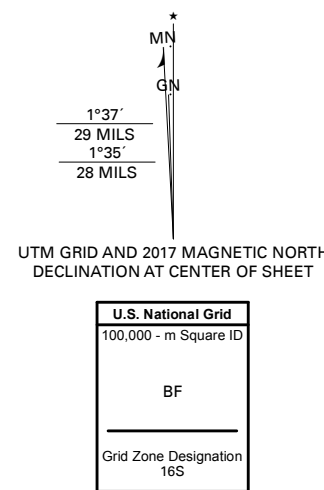 ★
MN
GN
1°37´
29 MILS
1°35´
28 MILS
UTM GRID AND 2017 MAGNETIC NORTH
DECLINATION AT CENTER OF SHEET
U.S. National Grid
100,000 - m Square ID
BF
Grid Zone Designation
16S